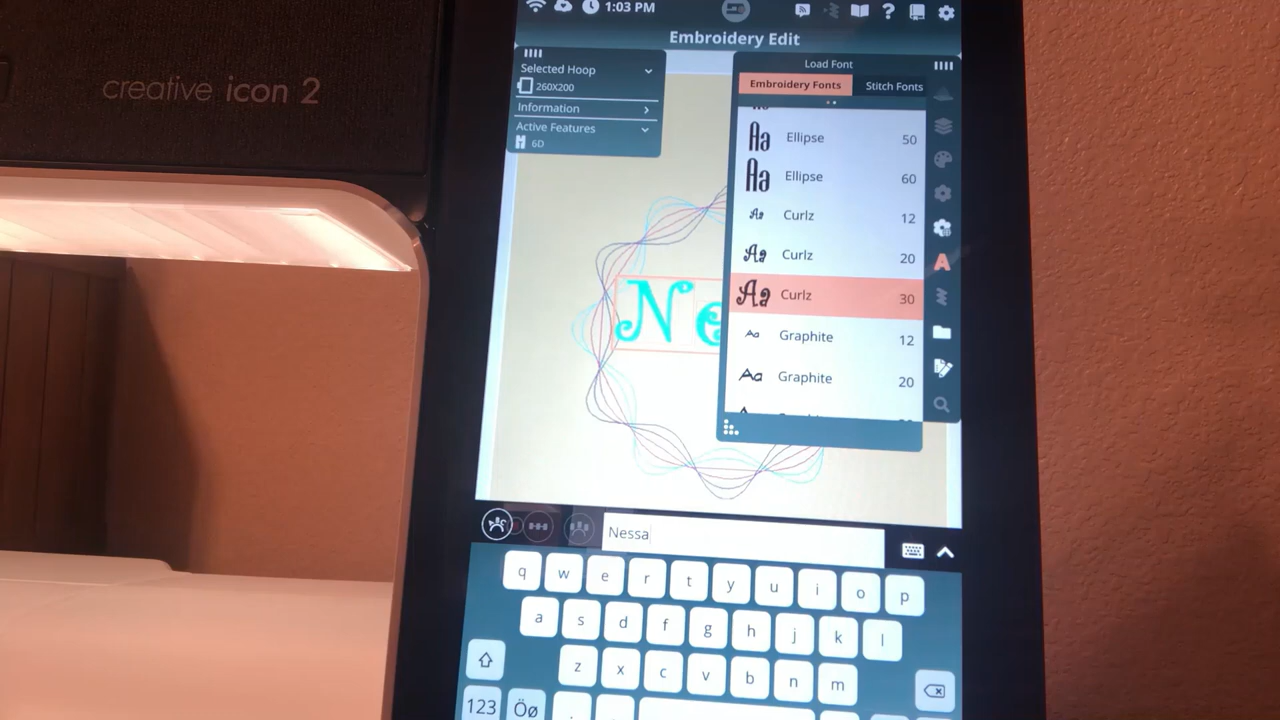 1:03 PM
Embroidery Edit
creative icon 2
Selected Hoop
260X200
Information
Active Features
6D
Load Font
Embroidery Fonts
Stitch Fonts
Aa Ellipse 50
Aa Ellipse 60
Aa Curlz 12
Aa Curlz 20
Aa Curlz 30
Aa Graphite 12
Aa Graphite 20
A
Ne
Nessa
q w e r t y u i o p
a s d f g h j k l
z x c v b n m
123 Öø